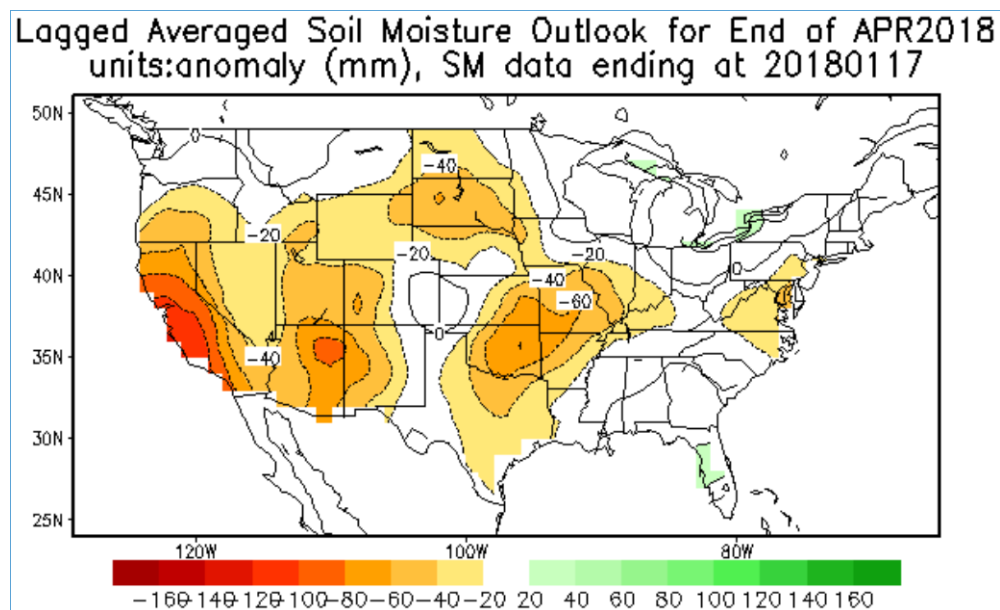 Lagged Averaged Soil Moisture Outlook for End of APR2018
units:anomaly (mm), SM data ending at 20180117
50N
0
-40
45N
-20
-20
-20
40N
-40
0
-60
0
35N
-40
30N
25N
120W 100W 80W
-160 -140 -120 -100 -80 -60 -40 -20 20 40 60 80 100 120 140 160